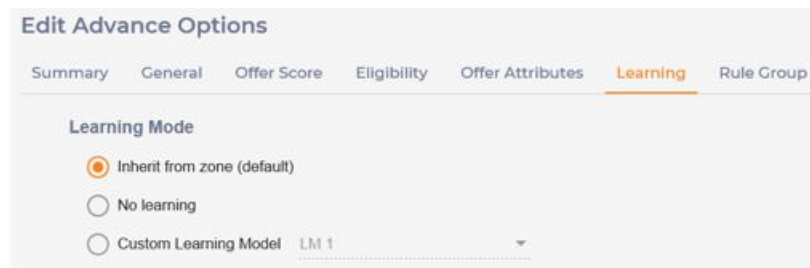 Edit Advance Options
Summary General Offer Score Eligibility Offer Attributes Learning Rule Group
Learning Mode
Inherit from zone (default)
No learning
Custom Learning Model LM 1